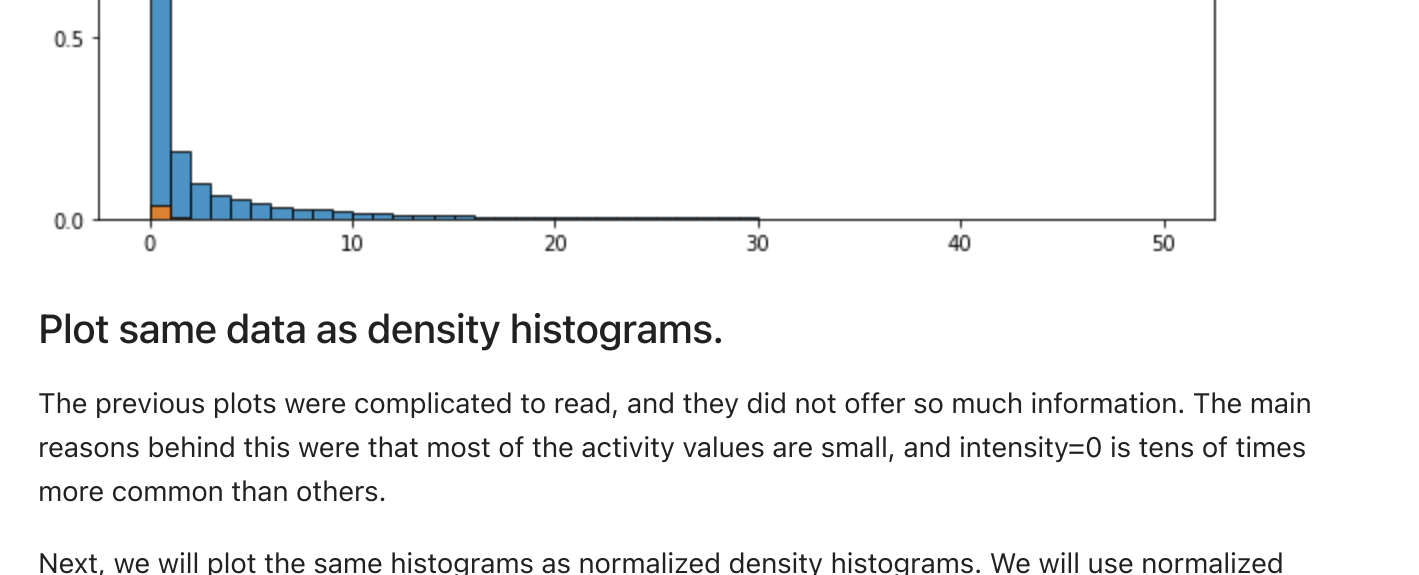 0.5
0.0
0 10 20 30 40 50
Plot same data as density histograms.
The previous plots were complicated to read, and they did not offer so much information. The main
reasons behind this were that most of the activity values are small, and intensity=0 is tens of times
more common than others.
Next, we will plot the same histograms as normalized density histograms. We will use normalized